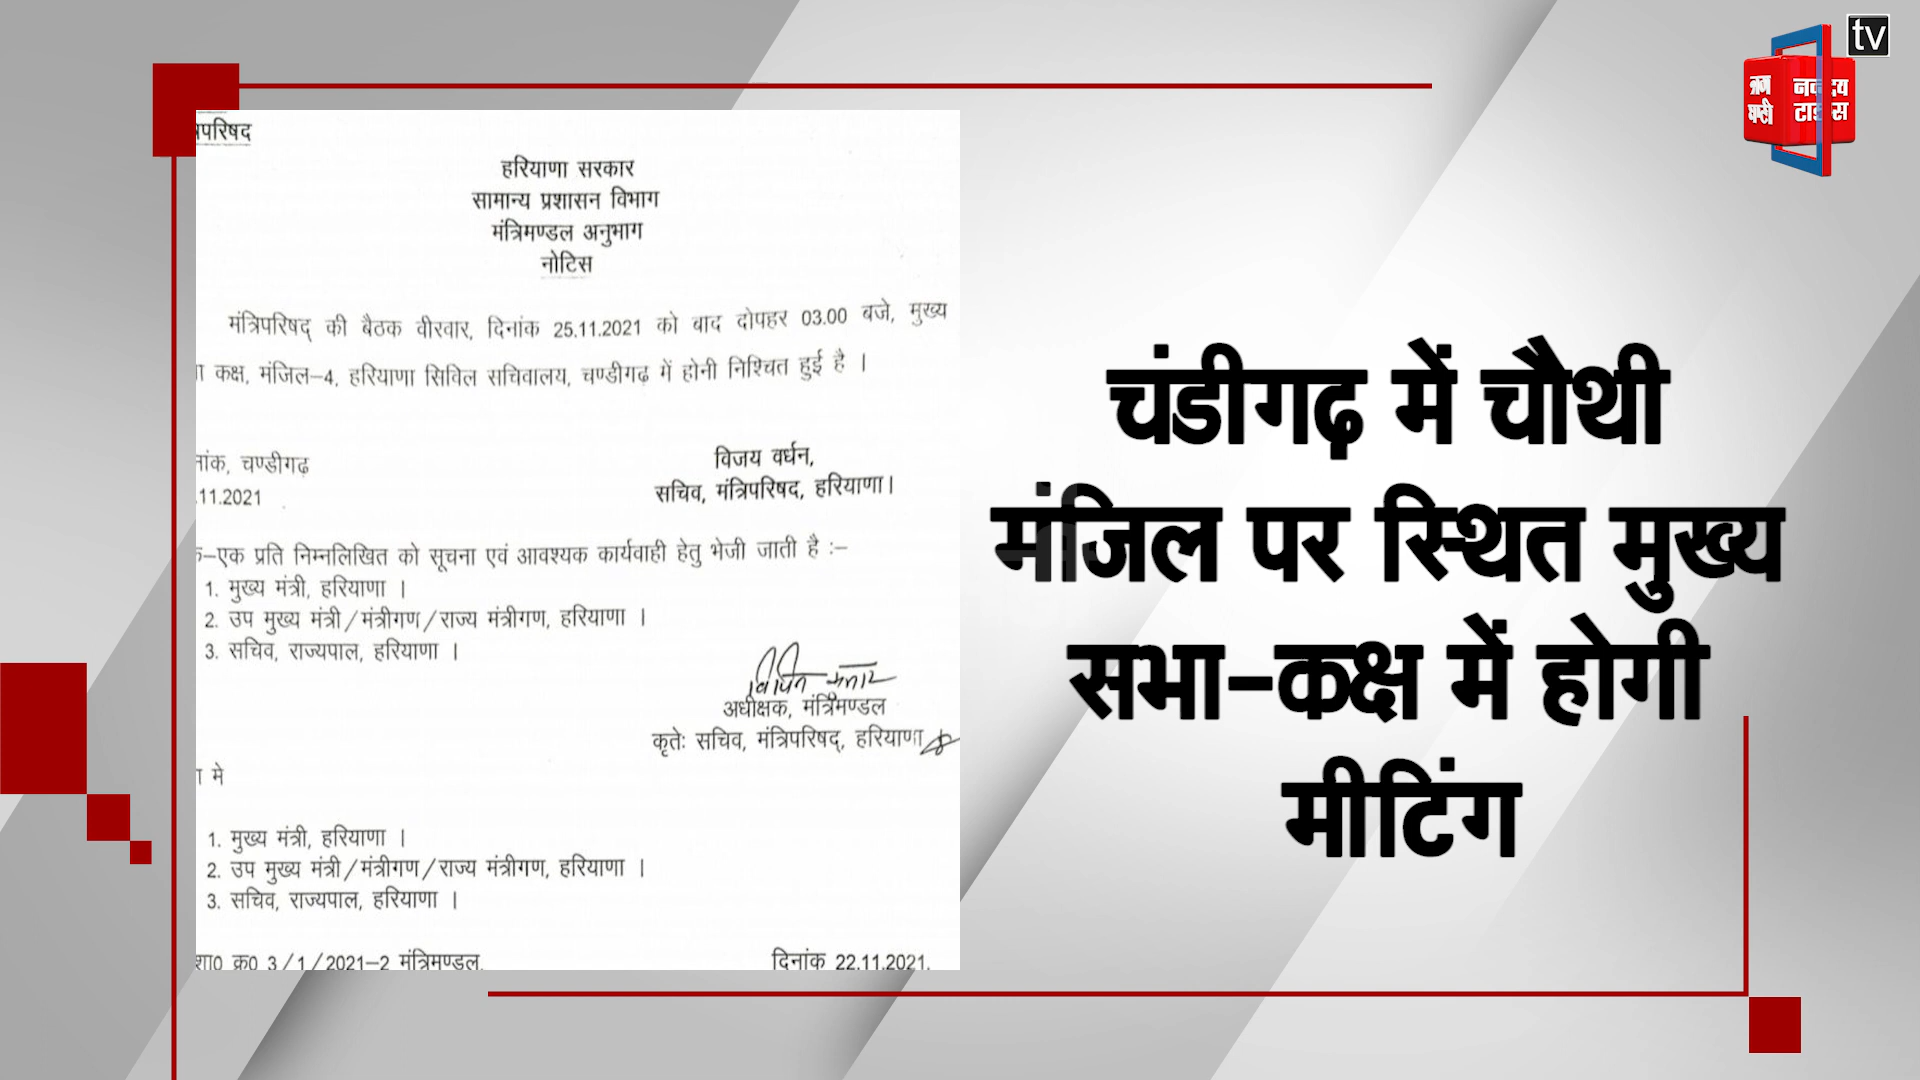 tv
नवोदय
टाइम्स
त्रिपरिषद
हरियाणा सरकार
सामान्य प्रशासन विभाग
मंत्रिमण्डल अनुभाग
नोटिस
मंत्रिपरिषद् की बैठक वीरवार, दिनांक 25.11.2021 को बाद दोपहर 03.00 बजे, मुख्य
कक्ष, मंजिल–4, हरियाणा सिविल सचिवालय, चण्डीगढ़ में होनी निश्चित हुई है ।
नांक, चण्डीगढ़
.11.2021
विजय वर्धन,
सचिव, मंत्रिपरिषद, हरियाणा।
क–एक प्रति निम्नलिखित को सूचना एवं आवश्यक कार्यवाही हेतु भेजी जाती है :–
1. मुख्य मंत्री, हरियाणा ।
2. उप मुख्य मंत्री/मंत्रीगण/राज्य मंत्रीगण, हरियाणा ।
3. सचिव, राज्यपाल, हरियाणा ।
अधीक्षक, मंत्रिमण्डल
कृतेः सचिव, मंत्रिपरिषद्, हरियाणा
मे
1. मुख्य मंत्री, हरियाणा ।
2. उप मुख्य मंत्री/मंत्रीगण/राज्य मंत्रीगण, हरियाणा ।
3. सचिव, राज्यपाल, हरियाणा ।
शा0 क्र0 3/1/2021–2 मंत्रिमण्डल,
दिनांक 22.11.2021.
चंडीगढ़ में चौथी
मंजिल पर स्थित मुख्य
सभा-कक्ष में होगी
मीटिंग